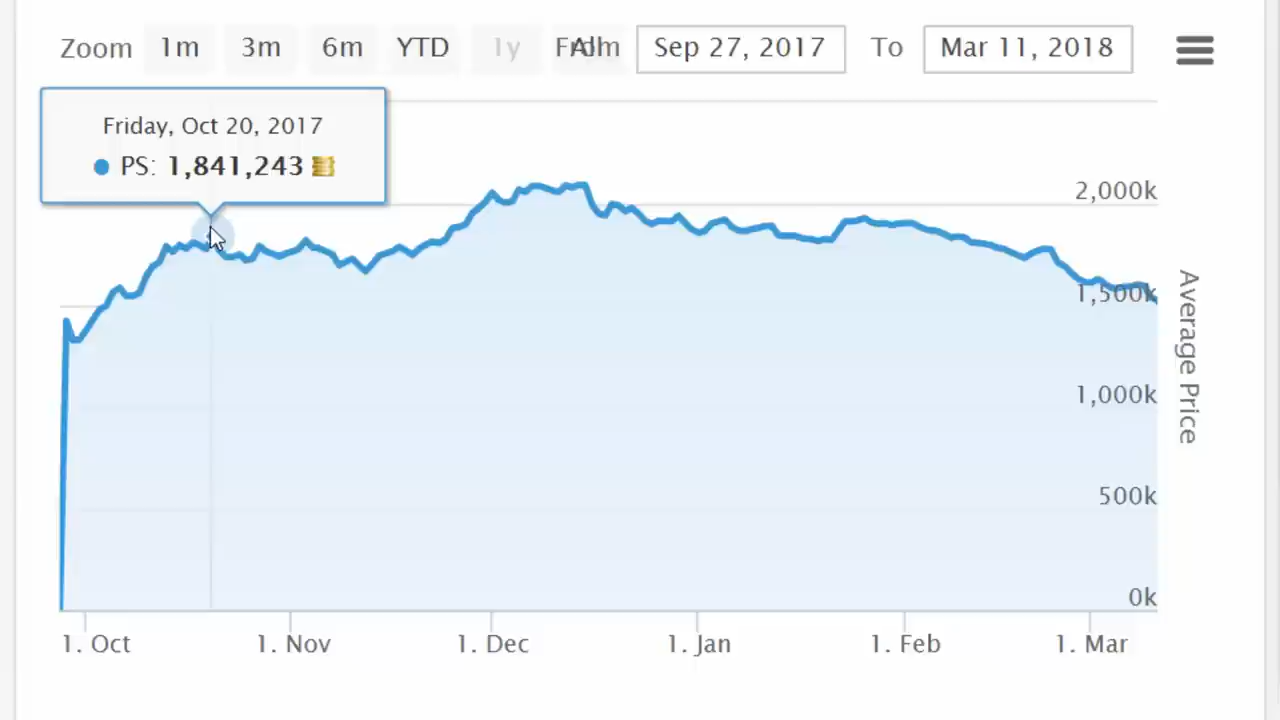 Zoom 1m 3m 6m YTD 1y All From Sep 27, 2017 To Mar 11, 2018
Friday, Oct 20, 2017
PS: 1,841,243
2,000k
1,500k
1,000k
500k
0k
Average Price
1. Oct 1. Nov 1. Dec 1. Jan 1. Feb 1. Mar